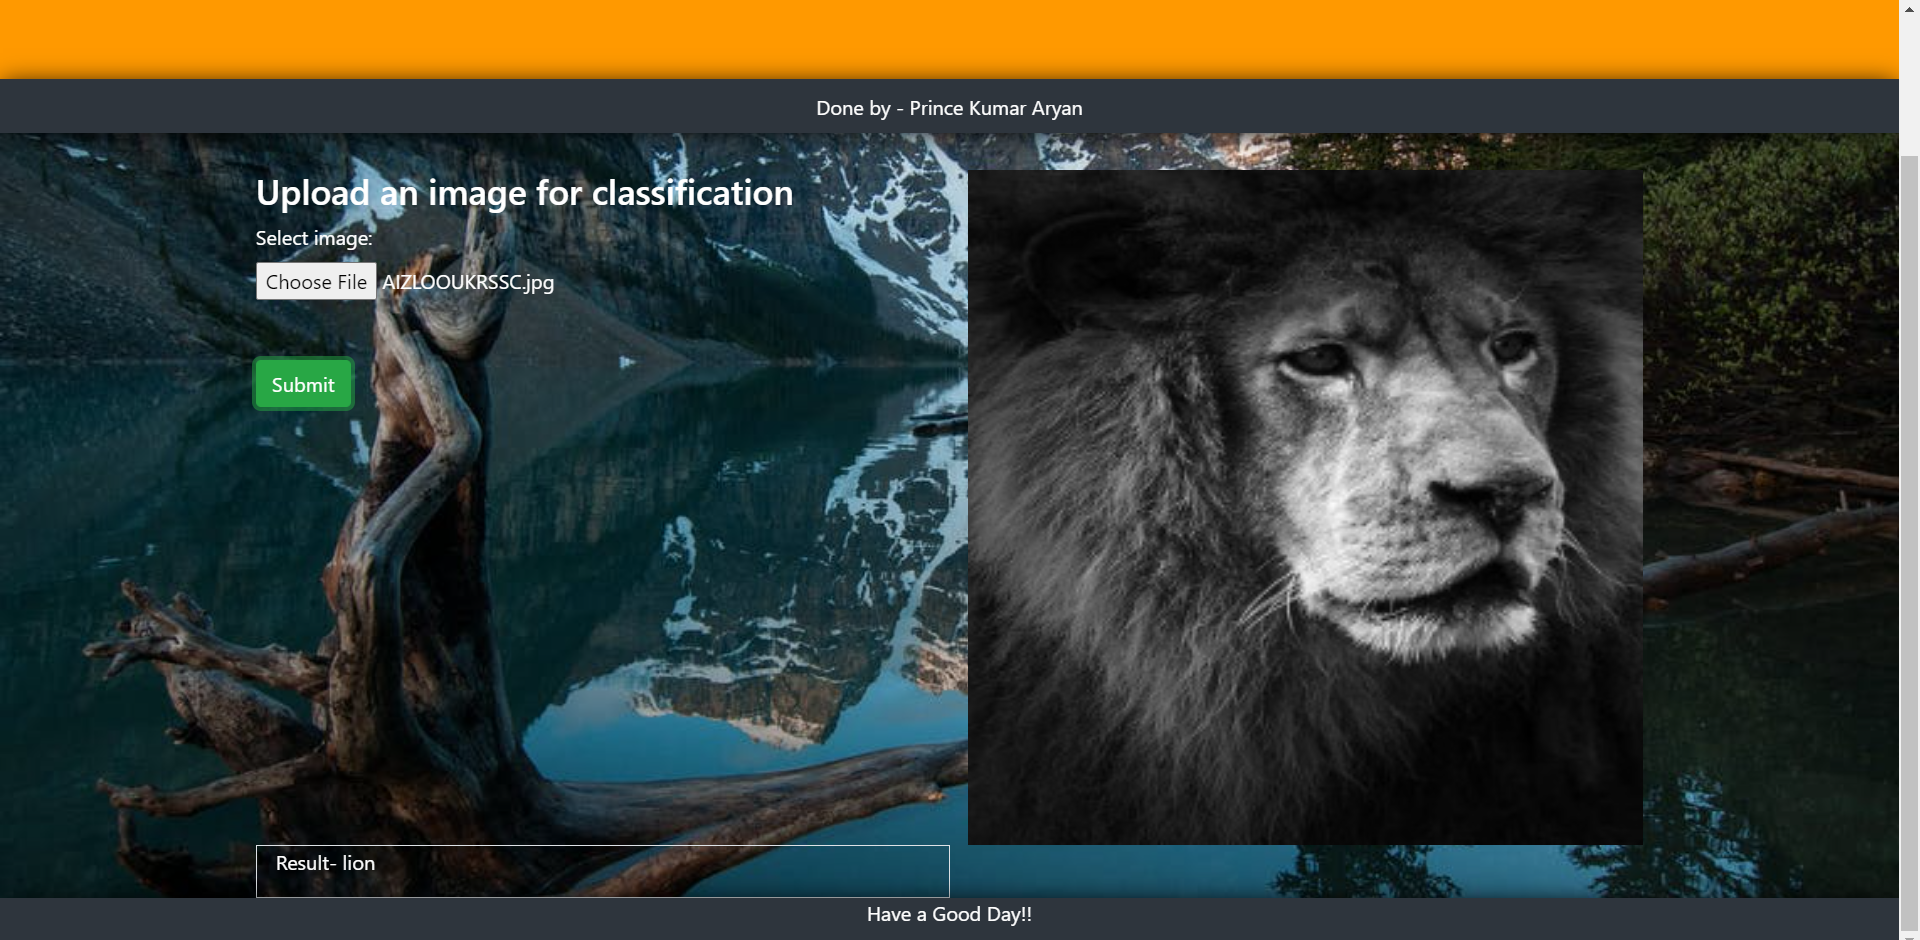 Done by - Prince Kumar Aryan
Upload an image for classification
Select image:
Choose File AIZLOOUKRSSC.jpg
Submit
Result- lion
Have a Good Day!!